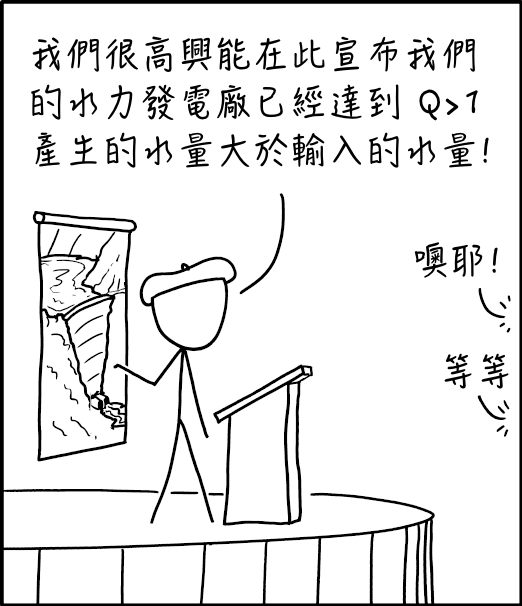 我們很高興能在此宣布我們
的水力發電廠已經達到 Q>1
產生的水量大於輸入的水量!
噢耶!
等等